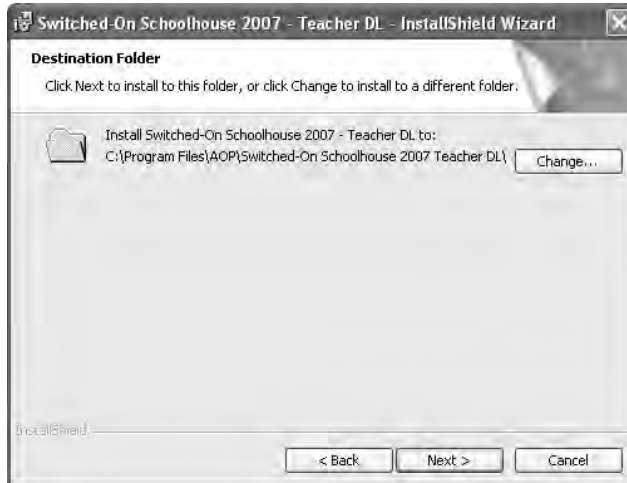 Switched-On Schoolhouse 2007 - Teacher DL - InstallShield Wizard
Destination Folder
Click Next to install to this folder, or click Change to install to a different folder.
Install Switched-On Schoolhouse 2007 - Teacher DL to:
C:\Program Files\AOP\Switched-On Schoolhouse 2007 Teacher DL\
Change...
InstallShield
< Back
Next >
Cancel